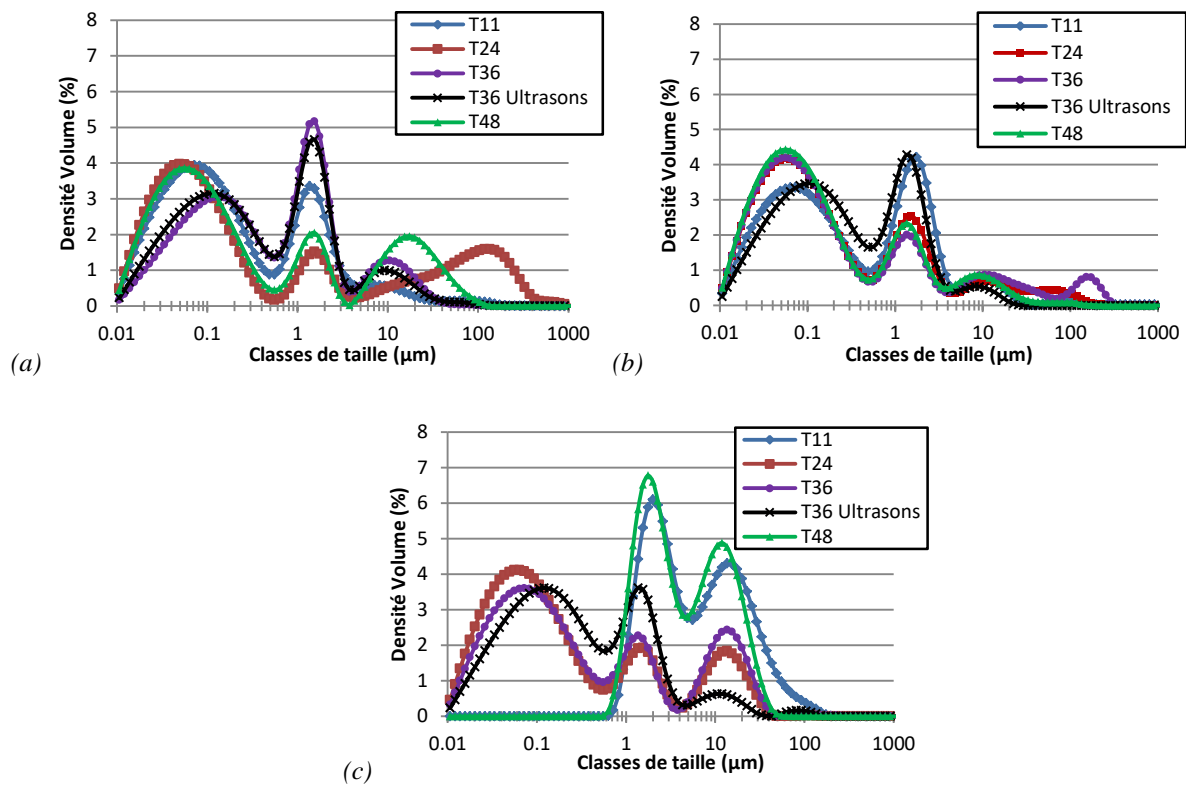 Densité Volume (%)
8
7
6
5
4
3
2
1
0
0.01 0.1 1 10 100 1000
Classes de taille (µm)
T11
T24
T36
T36 Ultrasons
T48
(a)
Densité Volume (%)
8
7
6
5
4
3
2
1
0
0.01 0.1 1 10 100 1000
Classes de taille (µm)
T11
T24
T36
T36 Ultrasons
T48
(b)
Densité Volume (%)
8
7
6
5
4
3
2
1
0
0.01 0.1 1 10 100 1000
Classes de taille (µm)
T11
T24
T36
T36 Ultrasons
T48
(c)